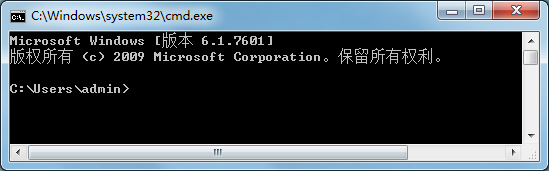 C:\Windows\system32\cmd.exe
Microsoft Windows [版本 6.1.7601]
版权所有 (c) 2009 Microsoft Corporation。保留所有权利。
C:\Users\admin>